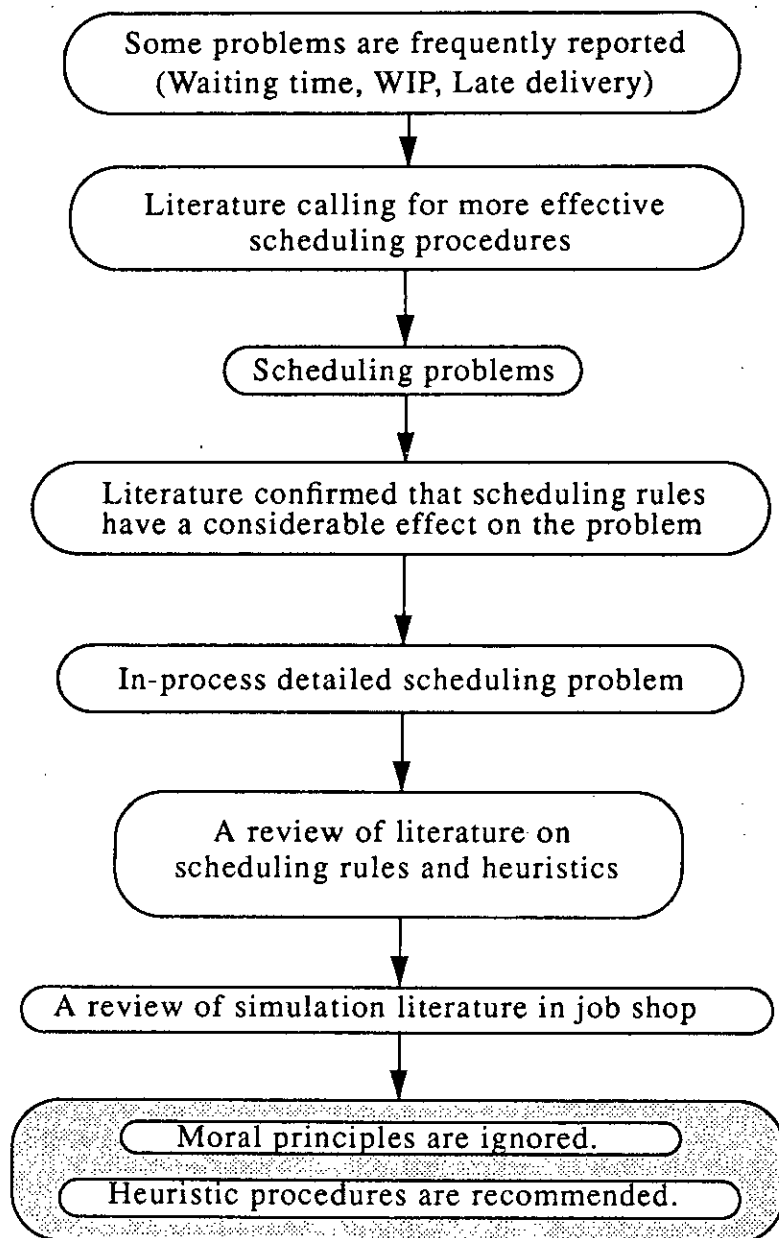 Some problems are frequently reported
(Waiting time, WIP, Late delivery)
Literature calling for more effective
scheduling procedures
Scheduling problems
Literature confirmed that scheduling rules
have a considerable effect on the problem
In-process detailed scheduling problem
A review of literature on
scheduling rules and heuristics
A review of simulation literature in job shop
Moral principles are ignored.
Heuristic procedures are recommended.